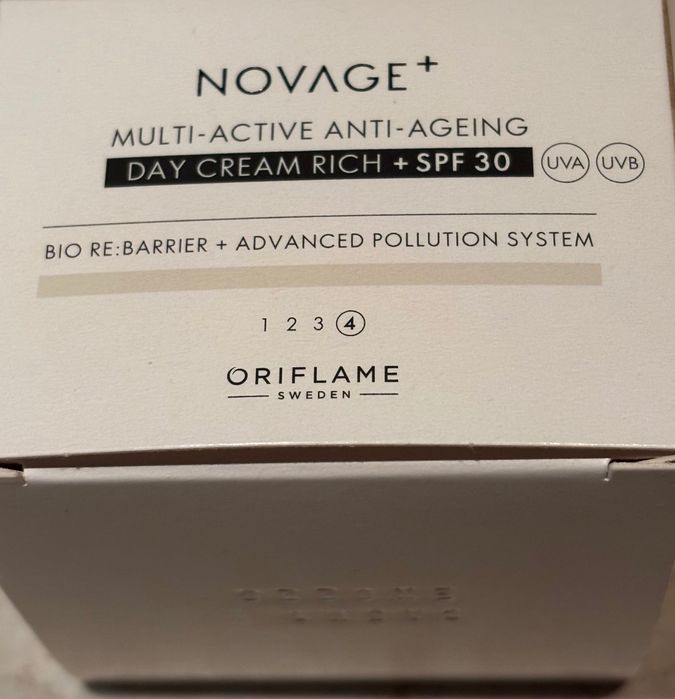 NOVAGE+
MULTI-ACTIVE ANTI-AGEING
DAY CREAM RICH + SPF 30 UVA UVB
BIO RE:BARRIER + ADVANCED POLLUTION SYSTEM
1 2 3 4
ORIFLAME
SWEDEN